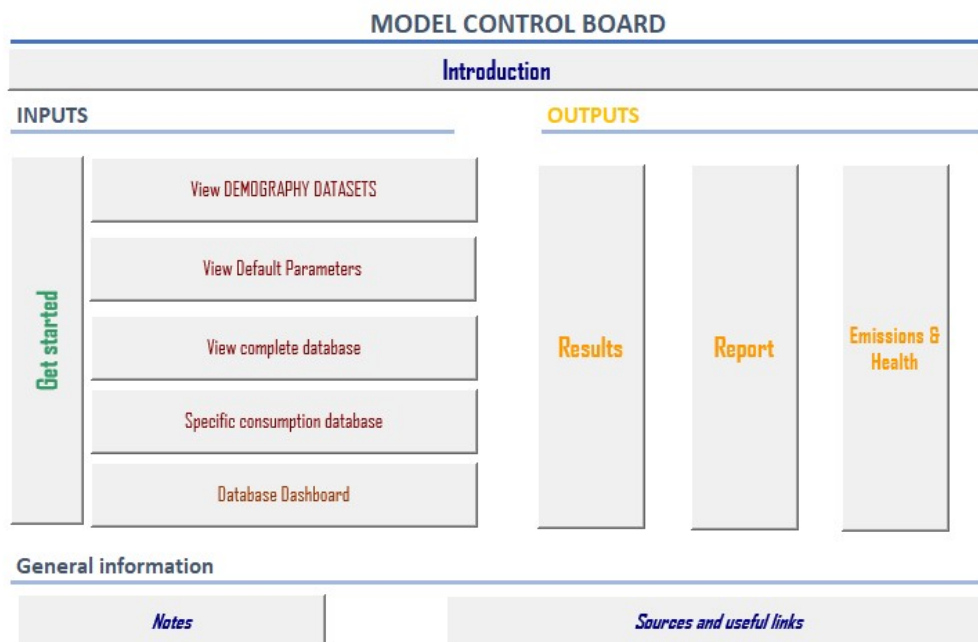 MODEL CONTROL BOARD
Introduction
INPUTS
Get started
View DEMOGRAPHY DATASETS
View Default Parameters
View complete database
Specific consumption database
Database Dashboard
OUTPUTS
Results
Report
Emissions &
Health
General information
Notes
Sources and useful links